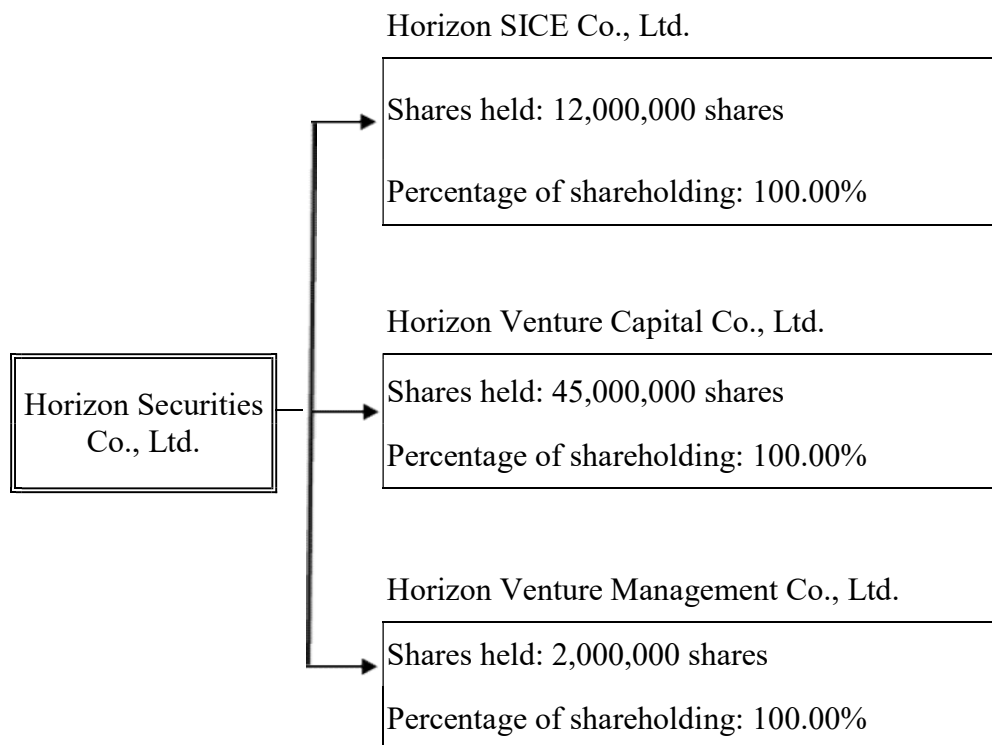 Horizon SICE Co., Ltd.
Shares held: 12,000,000 shares
Percentage of shareholding: 100.00%
Horizon Venture Capital Co., Ltd.
Horizon Securities
Co., Ltd.
Shares held: 45,000,000 shares
Percentage of shareholding: 100.00%
Horizon Venture Management Co., Ltd.
Shares held: 2,000,000 shares
Percentage of shareholding: 100.00%